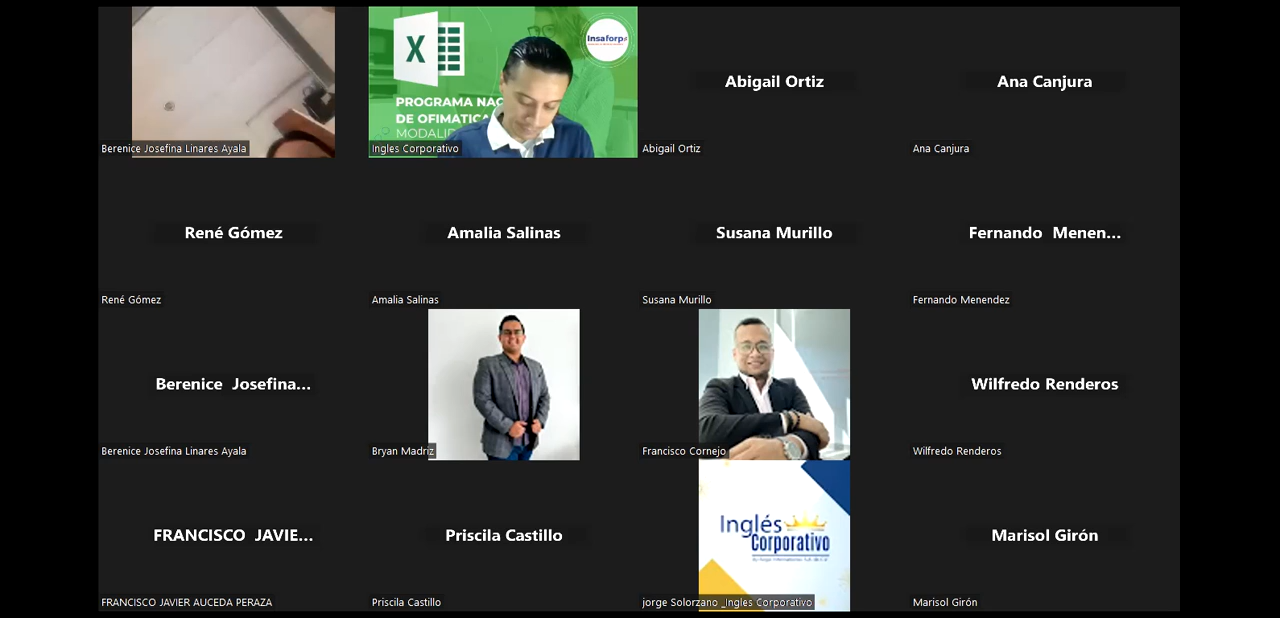 Berenice Josefina Linares Ayala
X
Insaforp
PROGRAMA NAC
DE OFIMATICA
MODALID
Ingles Corporativo
Abigail Ortiz
Abigail Ortiz
Ana Canjura
Ana Canjura
René Gómez
René Gómez
Amalia Salinas
Amalia Salinas
Susana Murillo
Susana Murillo
Fernando Menen...
Fernando Menendez
Berenice Josefina...
Berenice Josefina Linares Ayala
Bryan Madriz
Francisco Cornejo
Wilfredo Renderos
Wilfredo Renderos
FRANCISCO JAVIE...
FRANCISCO JAVIER AUCEDA PERAZA
Priscila Castillo
Priscila Castillo
Inglés
Corporativo
jorge Solorzano _Ingles Corporativo
Marisol Girón
Marisol Girón